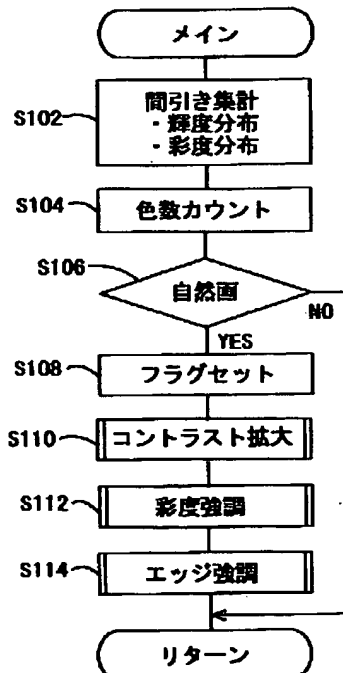 メイン
S102
間引き集計
・輝度分布
・彩度分布
S104
色数カウント
S106
自然画
NO
YES
S108
フラグセット
S110
コントラスト拡大
S112
彩度強調
S114
エッジ強調
リターン